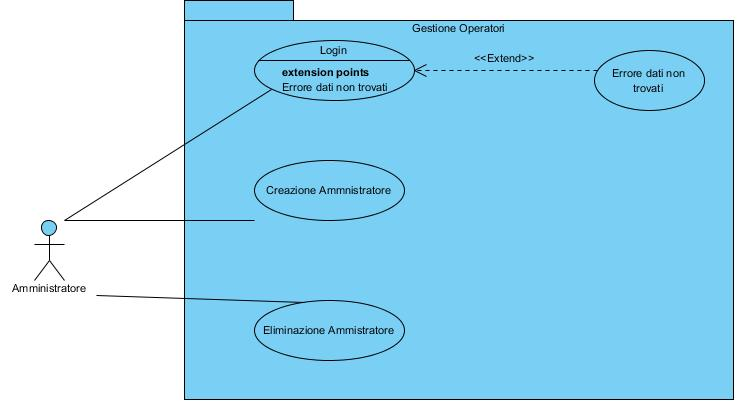 Gestione Operatori
Login
<<Extend>>
extension points
Errore dati non trovati
Errore dati non
trovati
Creazione Ammnistratore
Amministratore
Eliminazione Ammistratore